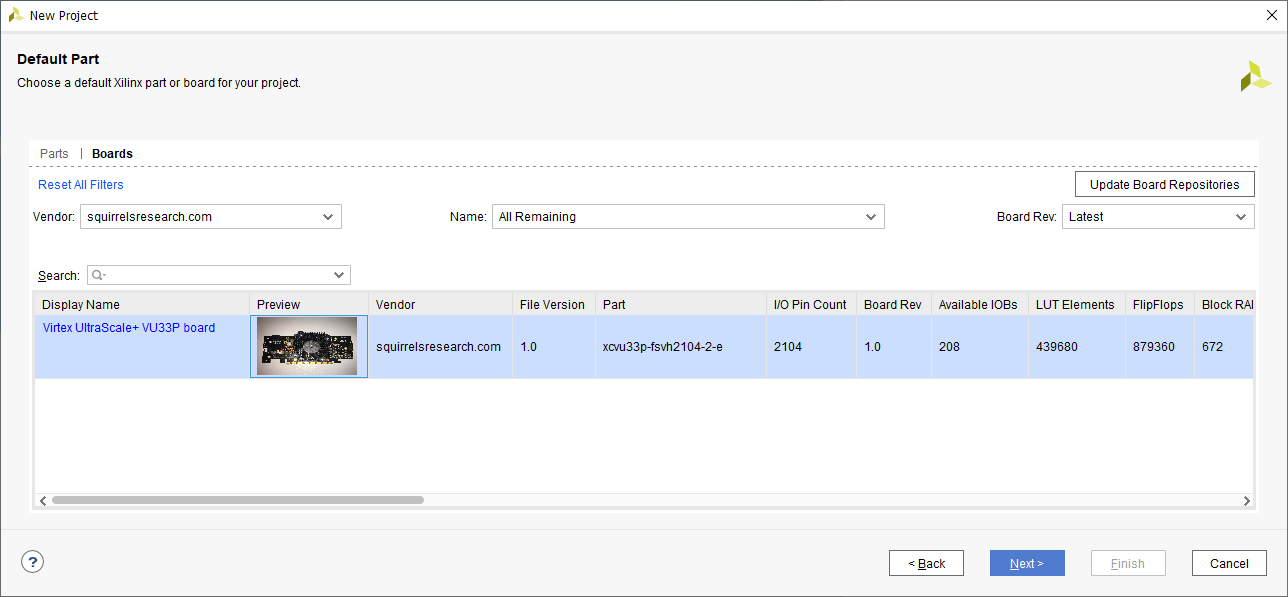 New Project
Default Part
Choose a default Xilinx part or board for your project.
Parts | Boards
Reset All Filters
Update Board Repositories
Vendor: squirrelsresearch.com Name: All Remaining Board Rev: Latest
Search:
Display Name Preview Vendor File Version Part I/O Pin Count Board Rev Available IOBs LUT Elements FlipFlops Block RAM
Virtex UltraScale+ VU33P board squirrelsresearch.com 1.0 xcvu33p-fsvh2104-2-e 2104 1.0 208 439680 879360 672
? < Back Next > Finish Cancel